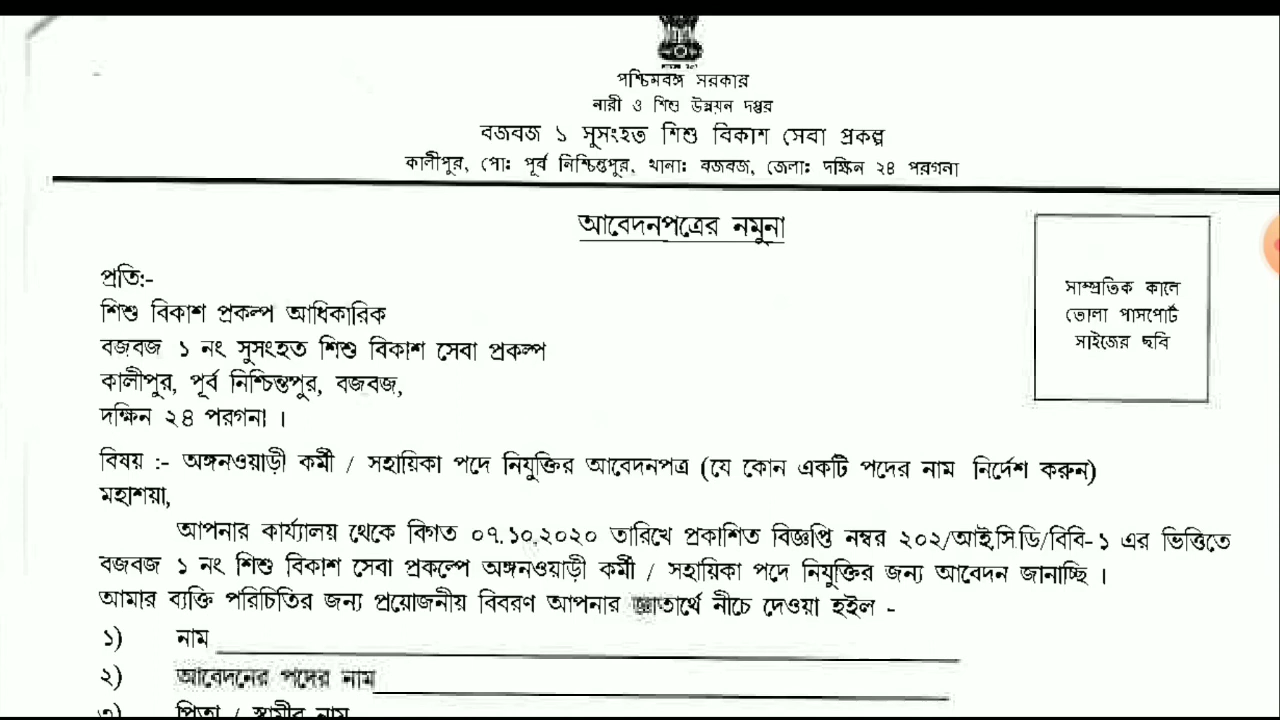 পশ্চিমবঙ্গ সরকার
নারী ও শিশু উন্নয়ন দপ্তর
বজবজ ১ সুসংহত শিশু বিকাশ সেবা প্রকল্প
কালীপুর, পোঃ পূর্ব নিশ্চিন্তপুর, থানাঃ বজবজ, জেলাঃ দক্ষিন ২৪ পরগনা
আবেদনপত্রের নমুনা
সাম্প্রতিক কালে
তোলা পাসপোর্ট
সাইজের ছবি
প্রতিঃ-
শিশু বিকাশ প্রকল্প আধিকারিক
বজবজ ১ নং সুসংহত শিশু বিকাশ সেবা প্রকল্প
কালীপুর, পূর্ব নিশ্চিন্তপুর, বজবজ,
দক্ষিন ২৪ পরগনা ।
বিষয় :- অঙ্গনওয়াড়ী কর্মী / সহায়িকা পদে নিযুক্তির আবেদনপত্র (যে কোন একটি পদের নাম নির্দেশ করুন)
মহাশয়া,
আপনার কার্য্যালয় থেকে বিগত ০৭.১০.২০২০ তারিখে প্রকাশিত বিজ্ঞপ্তি নম্বর ২০২/আই.সি.ডি/বিবি-১ এর ভিত্তিতে
বজবজ ১ নং শিশু বিকাশ সেবা প্রকল্পে অঙ্গনওয়াড়ী কর্মী / সহায়িকা পদে নিযুক্তির জন্য আবেদন জানাচ্ছি ।
আমার ব্যক্তি পরিচিতির জন্য প্রয়োজনীয় বিবরণ আপনার জ্ঞাতার্থে নীচে দেওয়া হইল -
১) নাম
২) আবেদনের পদের নাম
৩) পিতা / স্বামীর নাম